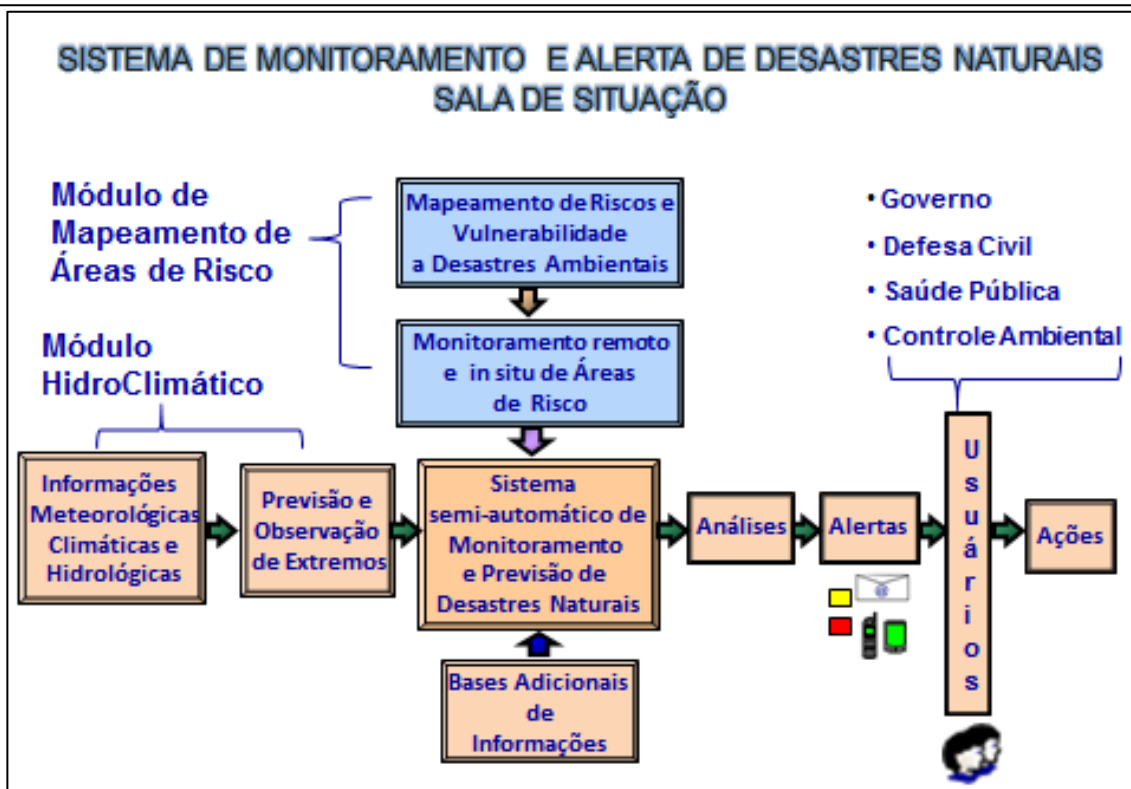 SISTEMA DE MONITORAMENTO E ALERTA DE DESASTRES NATURAIS
SALA DE SITUAÇÃO
Módulo de
Mapeamento de
Áreas de Risco
Mapeamento de Riscos e
Vulnerabilidade
a Desastres Ambientais
• Governo
• Defesa Civil
• Saúde Pública
• Controle Ambiental
Monitoramento remoto
e in situ de Áreas
de Risco
Módulo
HidroClimático
Informações
Meteorológicas
Climáticas e
Hidrológicas
Previsão e
Observação
de Extremos
Sistema
semi-automático de
Monitoramento
e Previsão de
Desastres Naturais
Análises
Alertas
@
Usuários
Ações
Bases Adicionais
de
Informações